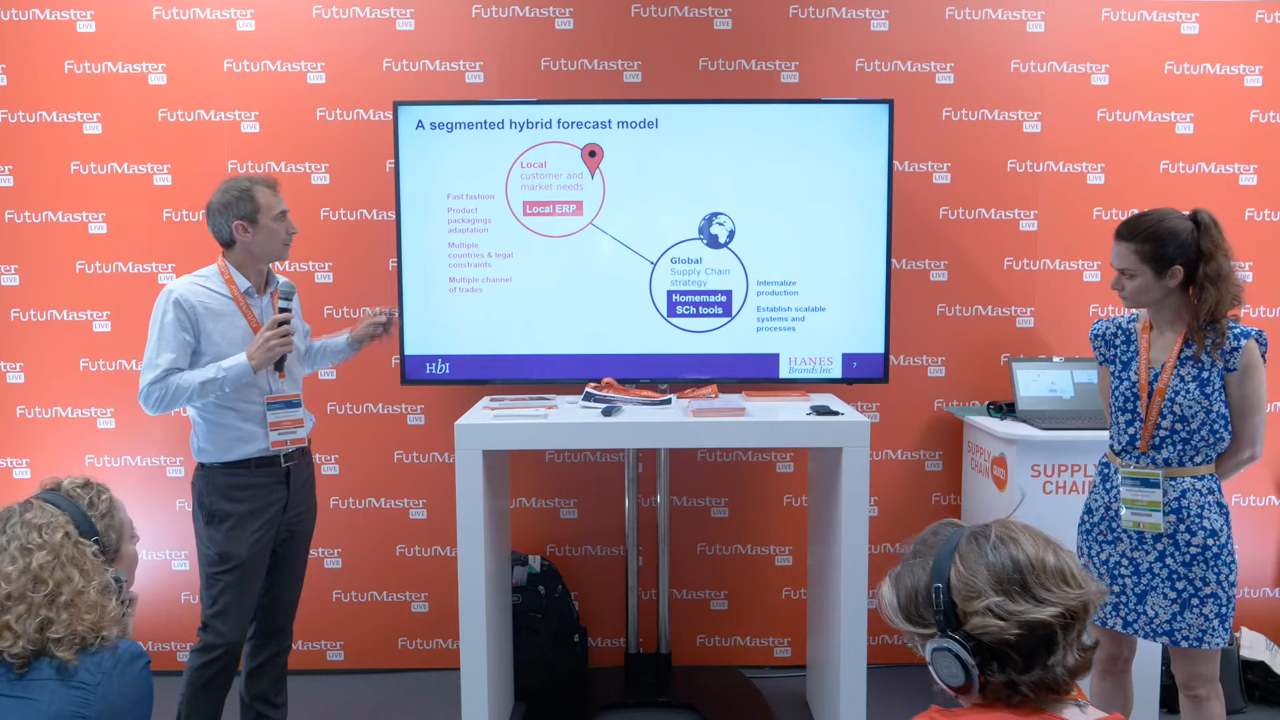 FuturMaster
LIVE
A segmented hybrid forecast model
Local
customer and
market needs
Local ERP
Fast fashion
Product
packagings
adaptation
Multiple
countries & legal
constraints
Multiple channel
of trades
Global
Supply Chain
strategy
Homemade
SCh tools
Internalize
production
Establish scalable
systems and
processes
HbI
HANES
Brands Inc
7
SUPPLY
CHAIN
SUPPLY
CHAIN